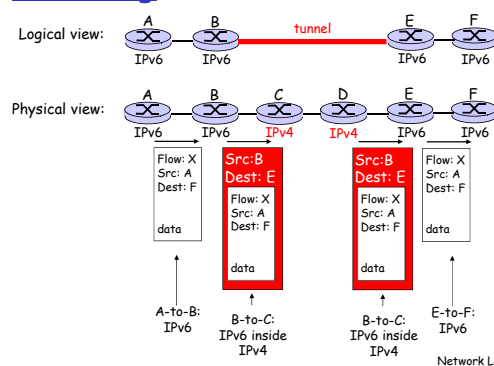 A B E F
Logical view: tunnel
IPv6 IPv6 IPv6 IPv6
A B C D E F
Physical view:
IPv6 IPv6 IPv4 IPv4 IPv6 IPv6
Flow: X
Src: A
Dest: F
data
Src:B
Dest: E
Flow: X
Src: A
Dest: F
data
Src:B
Dest: E
Flow: X
Src: A
Dest: F
data
Flow: X
Src: A
Dest: F
data
A-to-B:
IPv6
B-to-C:
IPv6 inside
IPv4
B-to-C:
IPv6 inside
IPv4
E-to-F:
IPv6
Network L